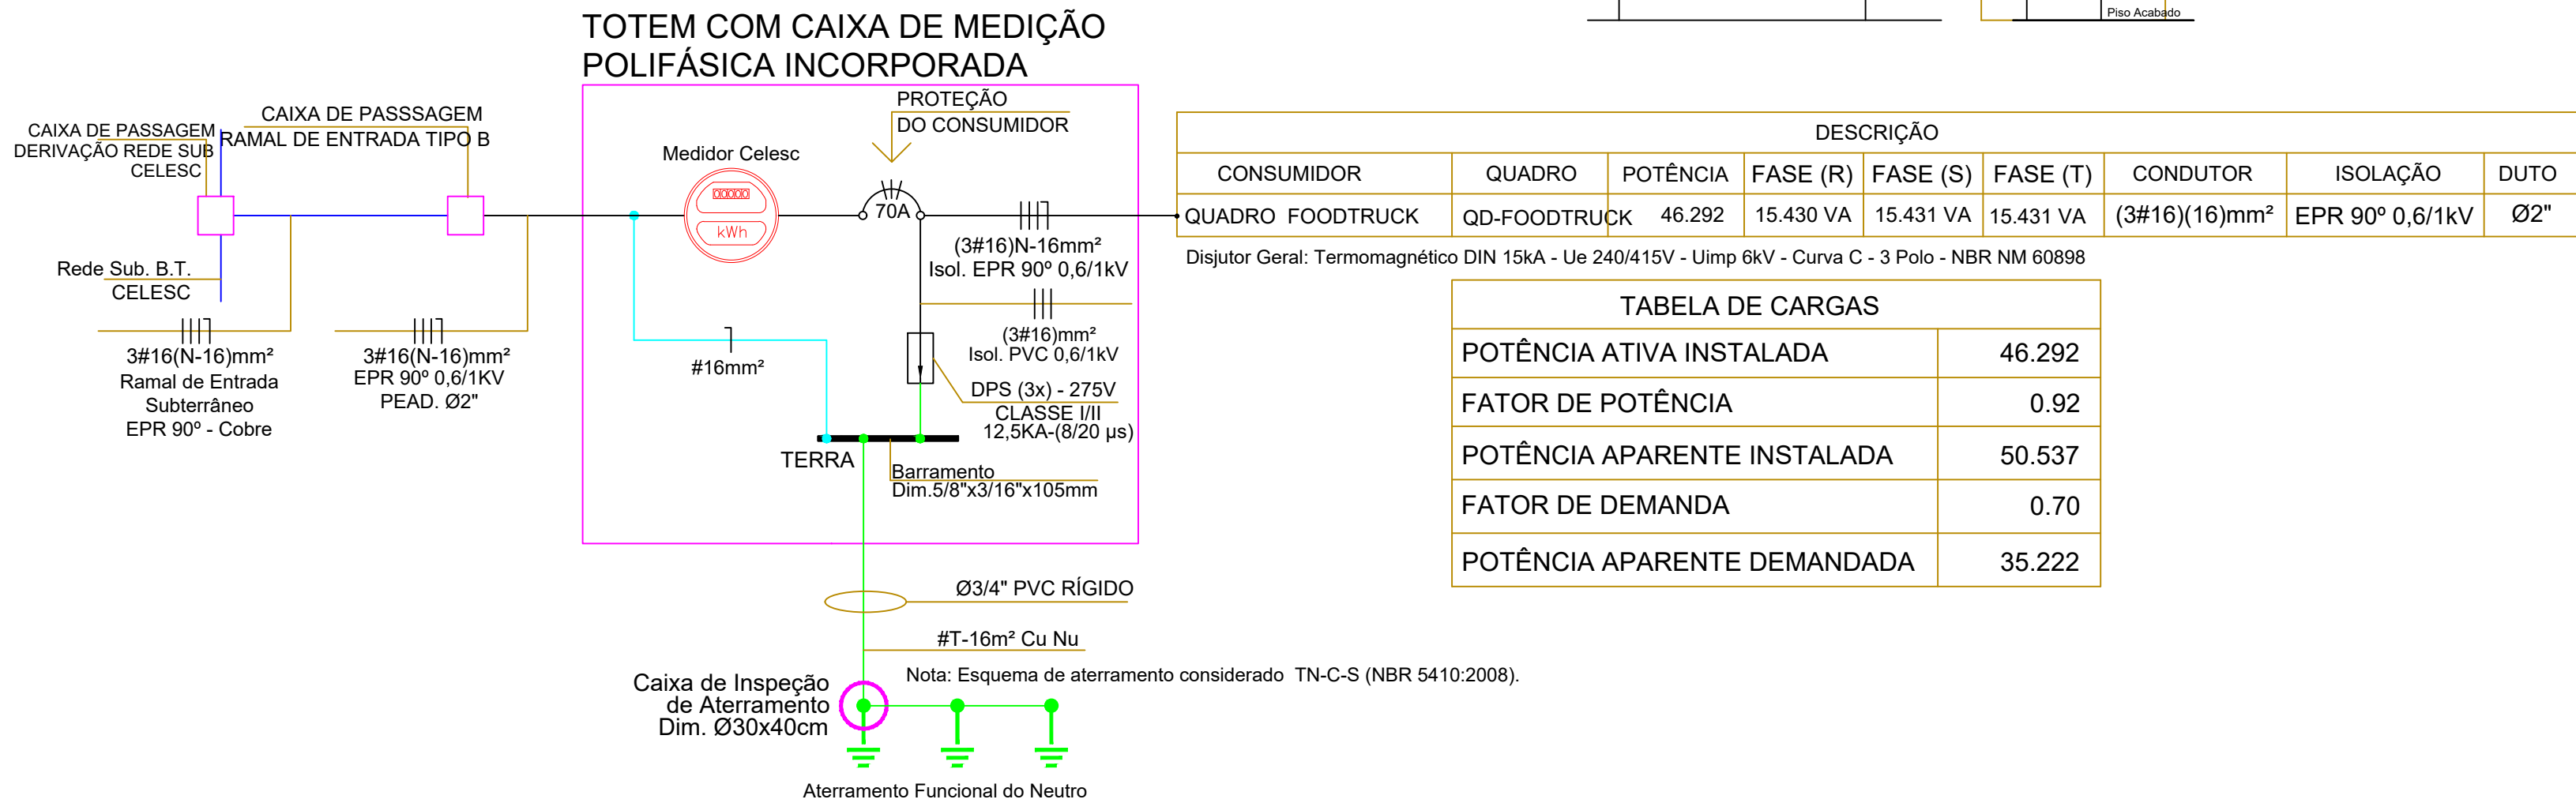 Piso Acabado
TOTEM COM CAIXA DE MEDIÇÃO
POLIFÁSICA INCORPORADA
CAIXA DE PASSAGEM
DERIVAÇÃO REDE SUB
CELESC
CAIXA DE PASSSAGEM
RAMAL DE ENTRADA TIPO B
Rede Sub. B.T.
CELESC
3#16(N-16)mm²
Ramal de Entrada
Subterrâneo
EPR 90º - Cobre
3#16(N-16)mm²
EPR 90º 0,6/1KV
PEAD. Ø2"
Medidor Celesc
00000
kWh
PROTEÇÃO
DO CONSUMIDOR
70A
(3#16)N-16mm²
Isol. EPR 90º 0,6/1kV
(3#16)mm²
Isol. PVC 0,6/1kV
#16mm²
DPS (3x) - 275V
CLASSE I/II
12,5KA-(8/20 µs)
TERRA
Barramento
Dim.5/8"x3/16"x105mm
Ø3/4" PVC RÍGIDO
#T-16m² Cu Nu
Nota: Esquema de aterramento considerado TN-C-S (NBR 5410:2008).
Caixa de Inspeção
de Aterramento
Dim. Ø30x40cm
Aterramento Funcional do Neutro
DESCRIÇÃO
CONSUMIDOR QUADRO POTÊNCIA FASE (R) FASE (S) FASE (T) CONDUTOR ISOLAÇÃO DUTO
QUADRO FOODTRUCK QD-FOODTRUCK 46.292 15.430 VA 15.431 VA 15.431 VA (3#16)(16)mm² EPR 90º 0,6/1kV Ø2"
Disjutor Geral: Termomagnético DIN 15kA - Ue 240/415V - Uimp 6kV - Curva C - 3 Polo - NBR NM 60898
TABELA DE CARGAS
POTÊNCIA ATIVA INSTALADA 46.292
FATOR DE POTÊNCIA 0.92
POTÊNCIA APARENTE INSTALADA 50.537
FATOR DE DEMANDA 0.70
POTÊNCIA APARENTE DEMANDADA 35.222